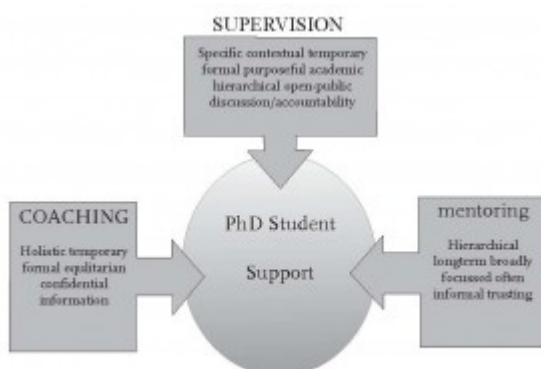 SUPERVISION
Specific contextual temporary
formal purposeful academic
hierarchical open-public
discussion/accountability
PhD Student
Support
COACHING
Holistic temporary
formal equlitarian
confidential
information
mentoring
Hierarchical
longterm broadly
focussed often
informal trusting